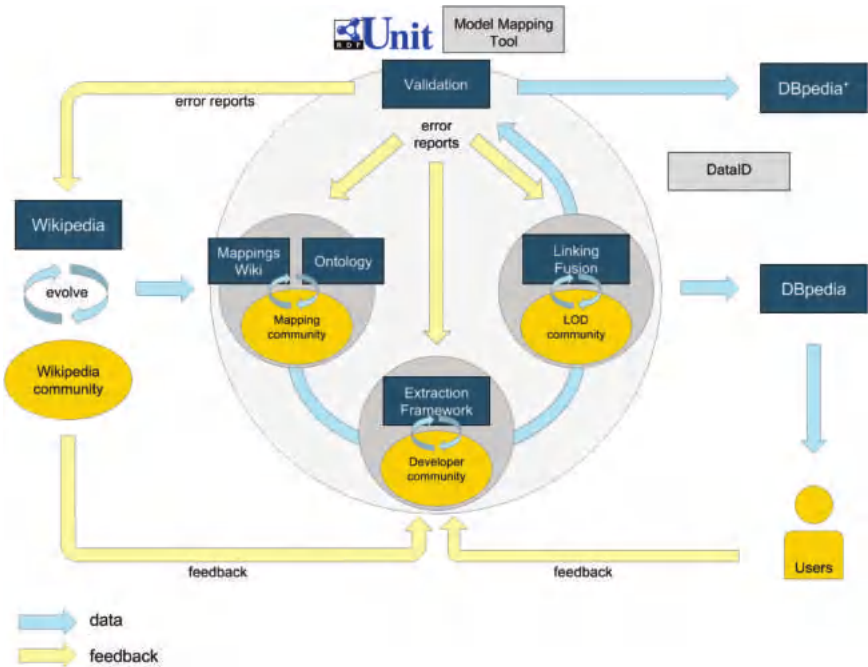 RDF
Unit
Model Mapping
Tool
Validation
DBpedia+
error reports
error
reports
DataID
Wikipedia
Mappings
Wiki
Ontology
Linking
Fusion
evolve
DBpedia
Mapping
community
LOD
community
Wikipedia
community
Extraction
Framework
Developer
community
Users
feedback
feedback
data
feedback